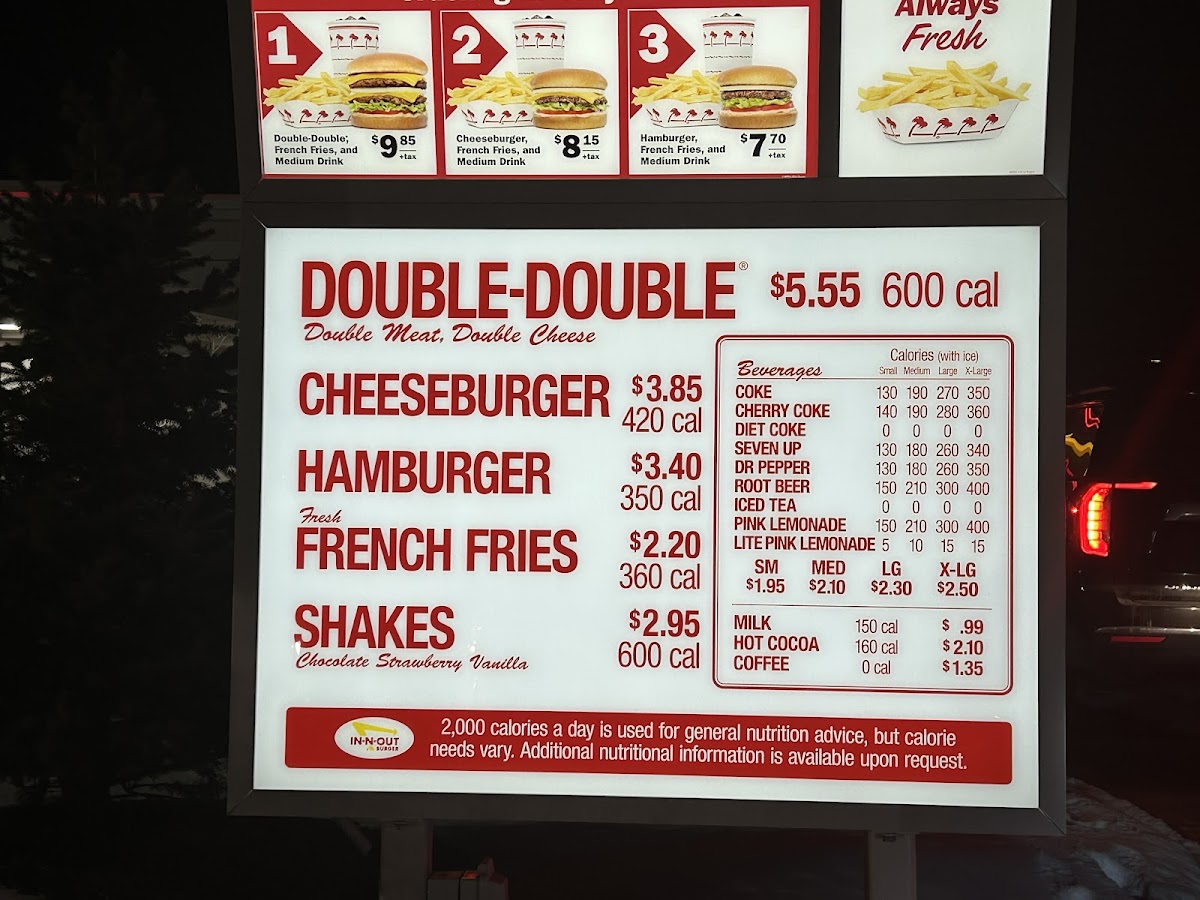 1
Double-Double,
French Fries, and
Medium Drink
$9 85
+tax
2
Cheeseburger,
French Fries, and
Medium Drink
$8 15
+tax
3
Hamburger,
French Fries, and
Medium Drink
$7 70
+tax
Always
Fresh
DOUBLE-DOUBLE® $5.55 600 cal
Double Meat, Double Cheese
CHEESEBURGER $3.85
420 cal
HAMBURGER $3.40
350 cal
Fresh
FRENCH FRIES $2.20
360 cal
SHAKES $2.95
Chocolate Strawberry Vanilla 600 cal
Calories (with ice)
Beverages Small Medium Large X-Large
COKE 130 190 270 350
CHERRY COKE 140 190 280 360
DIET COKE 0 0 0 0
SEVEN UP 130 180 260 340
DR PEPPER 130 180 260 350
ROOT BEER 150 210 300 400
ICED TEA 0 0 0 0
PINK LEMONADE 150 210 300 400
LITE PINK LEMONADE 5 10 15 15
SM MED LG X-LG
$1.95 $2.10 $2.30 $2.50
MILK 150 cal $ .99
HOT COCOA 160 cal $2.10
COFFEE 0 cal $1.35
IN-N-OUT
BURGER
2,000 calories a day is used for general nutrition advice, but calorie
needs vary. Additional nutritional information is available upon request.